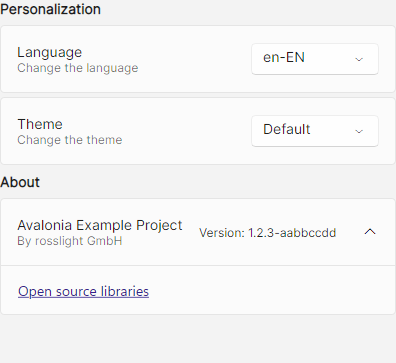 Personalization
Language
Change the language
en-EN
Theme
Change the theme
Default
About
Avalonia Example Project
By rosslight GmbH
Version: 1.2.3-aabbccdd
Open source libraries